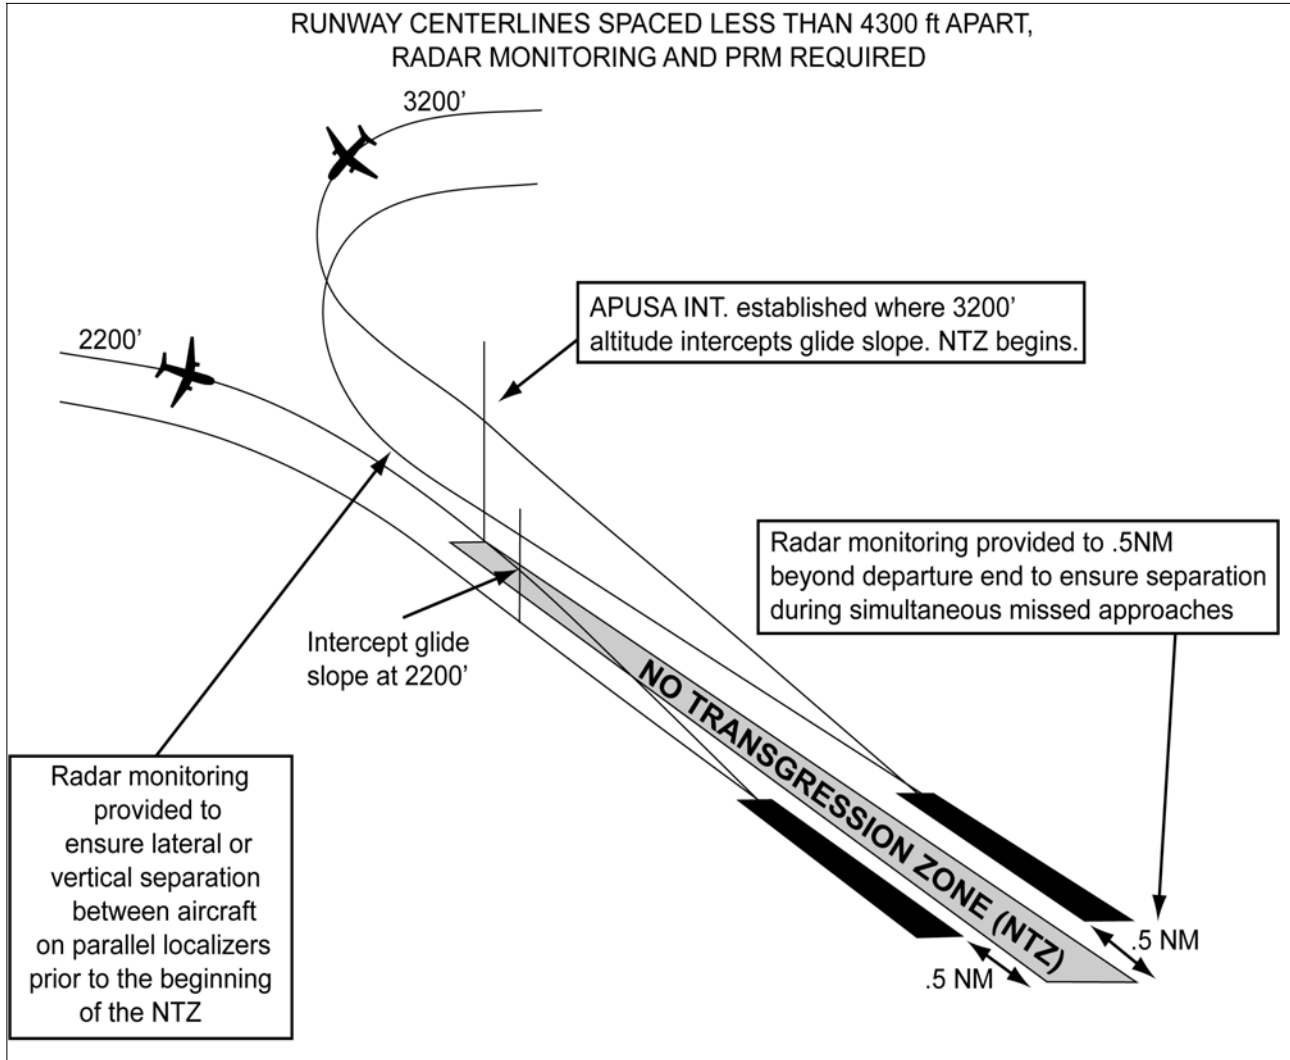 RUNWAY CENTERLINES SPACED LESS THAN 4300 ft APART,
RADAR MONITORING AND PRM REQUIRED
3200’
2200’
APUSA INT. established where 3200’
altitude intercepts glide slope. NTZ begins.
Radar monitoring provided to .5NM
beyond departure end to ensure separation
during simultaneous missed approaches
Intercept glide
slope at 2200’
Radar monitoring
provided to
ensure lateral or
vertical separation
between aircraft
on parallel localizers
prior to the beginning
of the NTZ
NO TRANSGRESSION ZONE (NTZ)
.5 NM
.5 NM